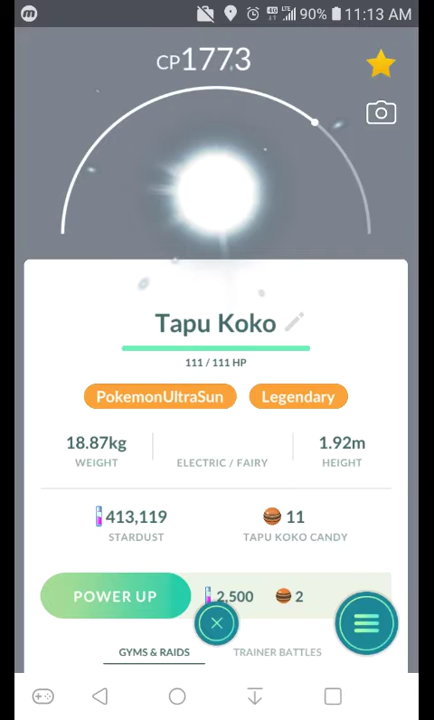 90% 11:13 AM
CP1773
Tapu Koko
111 / 111 HP
PokemonUltraSun Legendary
18.87kg 1.92m
WEIGHT ELECTRIC / FAIRY HEIGHT
413,119 11
STARDUST TAPU KOKO CANDY
POWER UP 2,500 2
GYMS & RAIDS TRAINER BATTLES